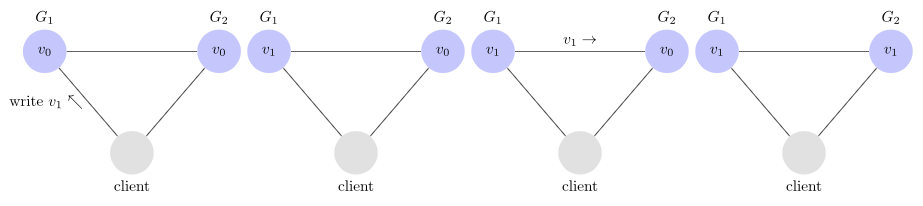 G₁ G₂ G₁ G₂ G₁ G₂ G₁ G₂
v₁ →
v₀ v₀ v₁ v₀ v₁ v₀ v₁ v₁
write v₁ ↖
client client client client